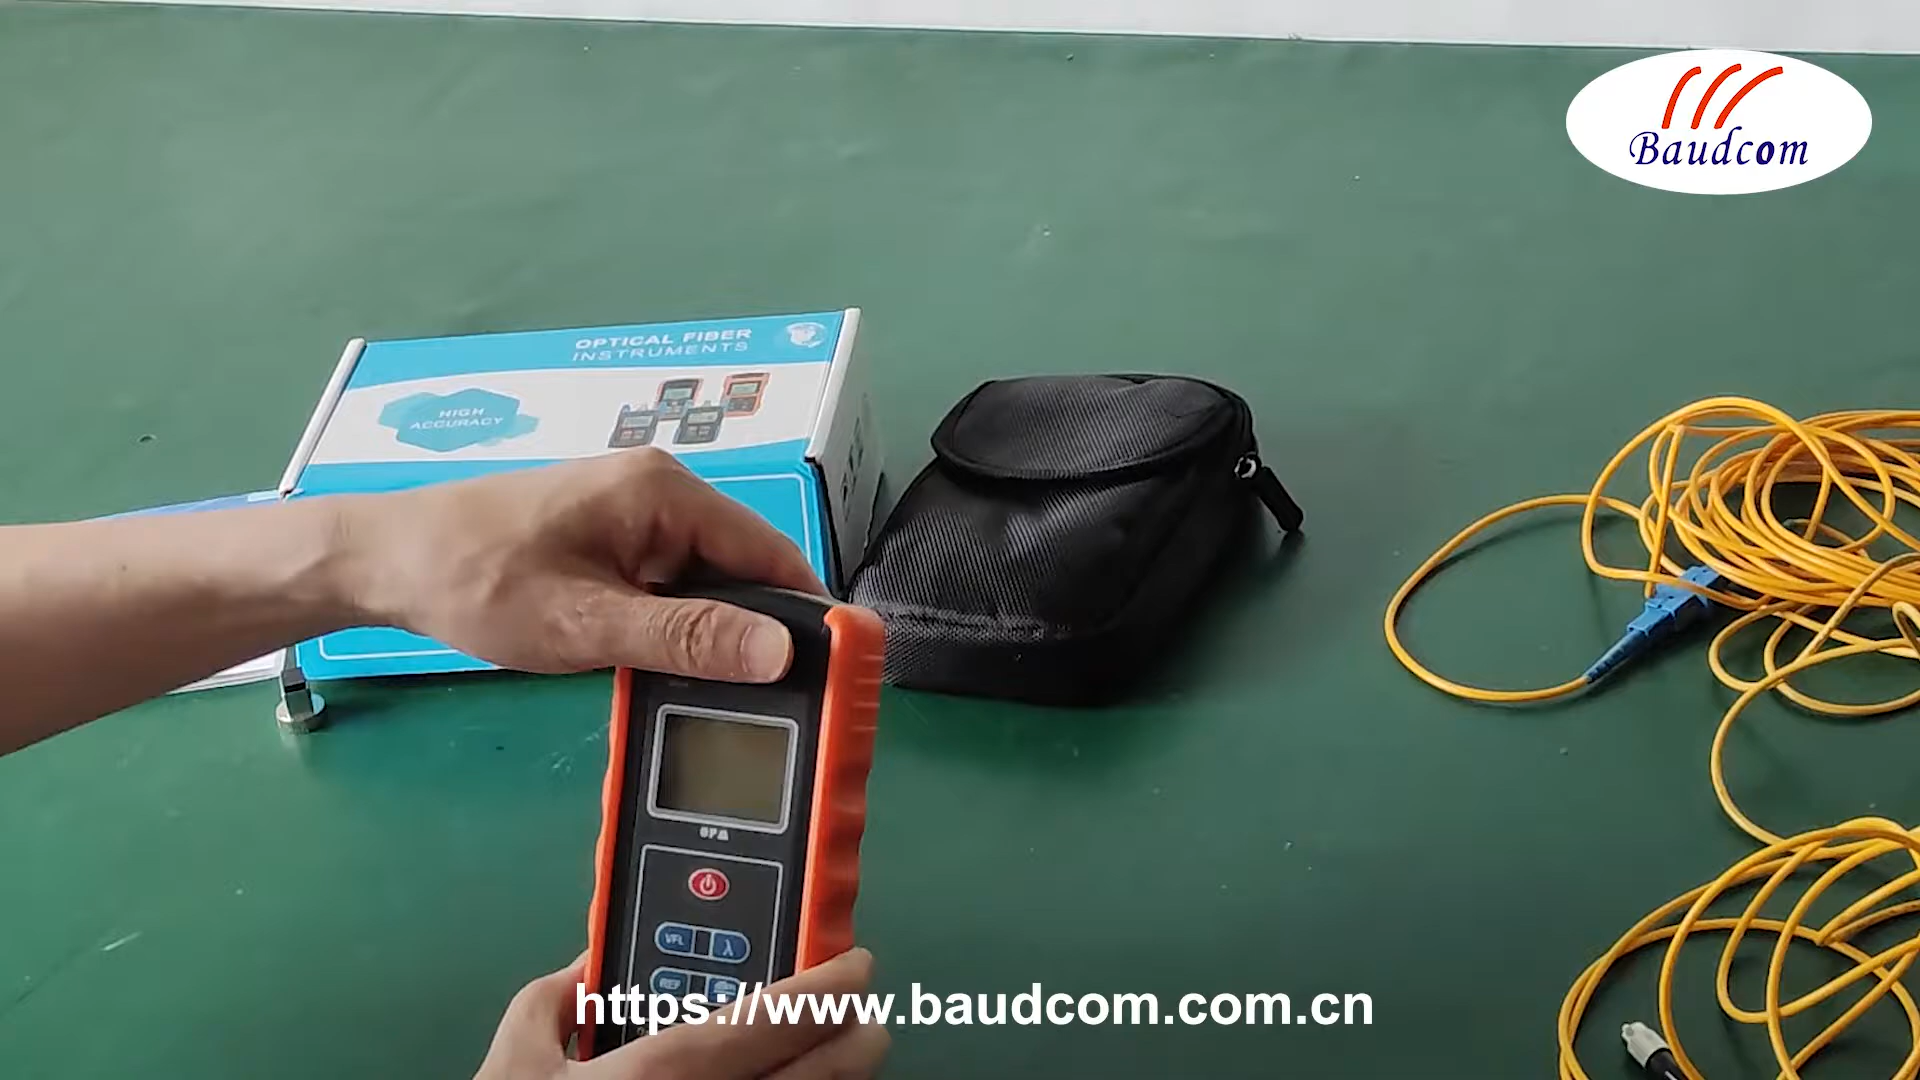 Baudcom
OPTICAL FIBER
INSTRUMENTS
HIGH
ACCURACY
OPM
VFL λ
REF
https://www.baudcom.com.cn